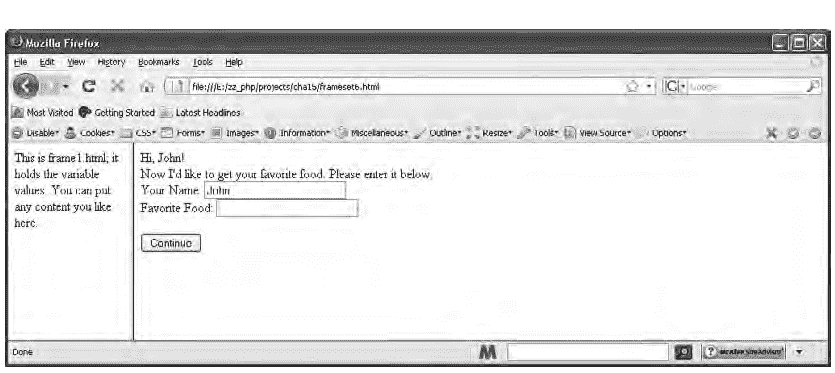 Mozilla Firefox
File Edit View History Bookmarks Tools Help
file:///E:/zz_php/projects/cha15/framesets.html
Google
Most Visited Getting Started Latest Headlines
Disable Cookies CSS Forms Images Information Miscellaneous Outline Resize Tools View Source Options
This is frame1.html; it
holds the variable
values. You can put
any content you like
here.
Hi, John!
Now I'd like to get your favorite food. Please enter it below.
Your Name: John
Favorite Food:
Continue
Done